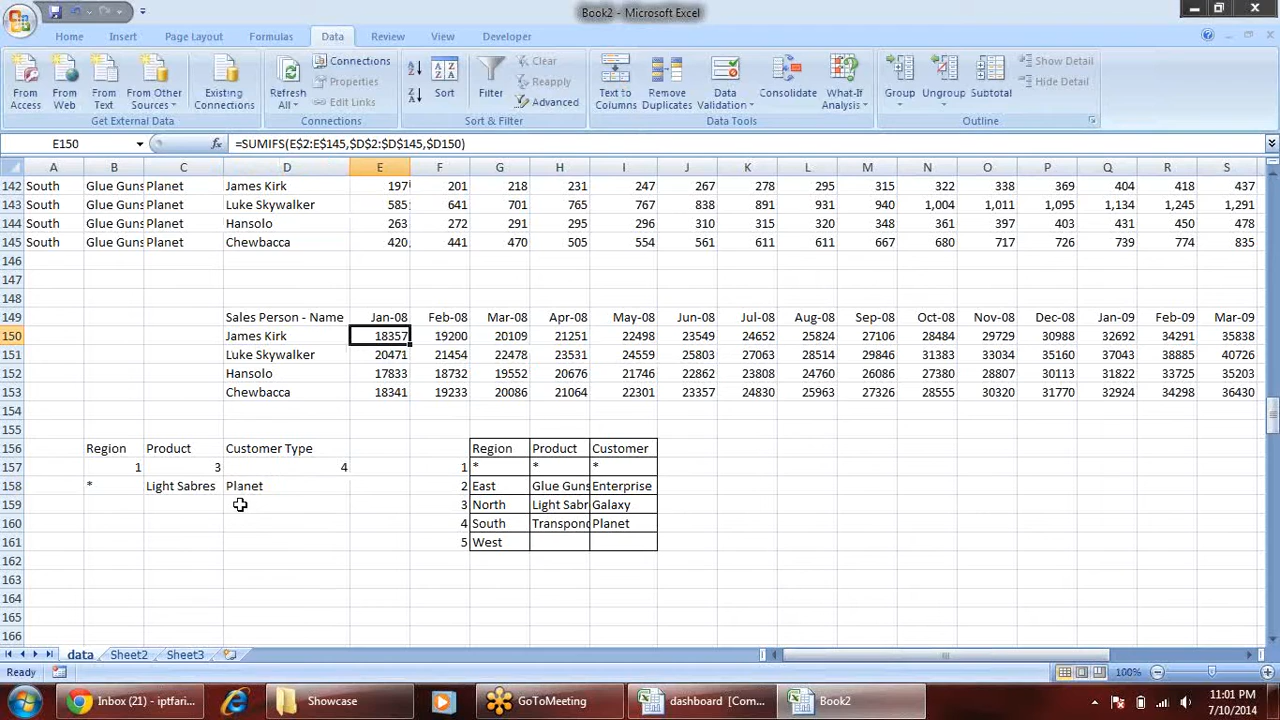 Book2 - Microsoft Excel
Home Insert Page Layout Formulas Data Review View Developer
From Access
From Web
From Text
From Other Sources
Existing Connections
Get External Data
Refresh All
Connections
Properties
Edit Links
Connections
Sort
Filter
Clear
Reapply
Advanced
Sort & Filter
Text to Columns
Remove Duplicates
Data Validation
Consolidate
What-If Analysis
Data Tools
Group
Ungroup
Subtotal
Show Detail
Hide Detail
Outline
E150 fx =SUMIFS(E$2:E$145,$D$2:$D$145,$D150)
A B C D E F G H I J K L M N O P Q R S
142 South Glue Guns Planet James Kirk 197 201 218 231 247 267 278 295 315 322 338 369 404 418 437
143 South Glue Guns Planet Luke Skywalker 585 641 701 765 767 838 891 931 940 1,004 1,011 1,095 1,134 1,245 1,291
144 South Glue Guns Planet Hansolo 263 272 291 295 296 310 315 320 348 361 397 403 431 450 478
145 South Glue Guns Planet Chewbacca 420 441 470 505 554 561 611 611 667 680 717 726 739 774 835
146
147
148
149 Sales Person - Name Jan-08 Feb-08 Mar-08 Apr-08 May-08 Jun-08 Jul-08 Aug-08 Sep-08 Oct-08 Nov-08 Dec-08 Jan-09 Feb-09 Mar-09
150 James Kirk 18357 19200 20109 21251 22498 23549 24652 25824 27106 28484 29729 30988 32692 34291 35838
151 Luke Skywalker 20471 21454 22478 23531 24559 25803 27063 28514 29846 31383 33034 35160 37043 38885 40726
152 Hansolo 17833 18732 19552 20676 21746 22862 23808 24760 26086 27380 28807 30113 31822 33725 35203
153 Chewbacca 18341 19233 20086 21064 22301 23357 24830 25963 27326 28555 30320 31770 32924 34298 36430
154
155
156 Region Product Customer Type Region Product Customer
157 1 3 4 1 * * *
158 * Light Sabres Planet 2 East Glue Guns Enterprise
159 3 North Light Sabr Galaxy
160 4 South Transpond Planet
161 5 West
162
163
164
165
166
data Sheet2 Sheet3
Ready 100%
Inbox (21) - iptfari... Showcase GoToMeeting dashboard [Com... Book2 11:01 PM
7/10/2014